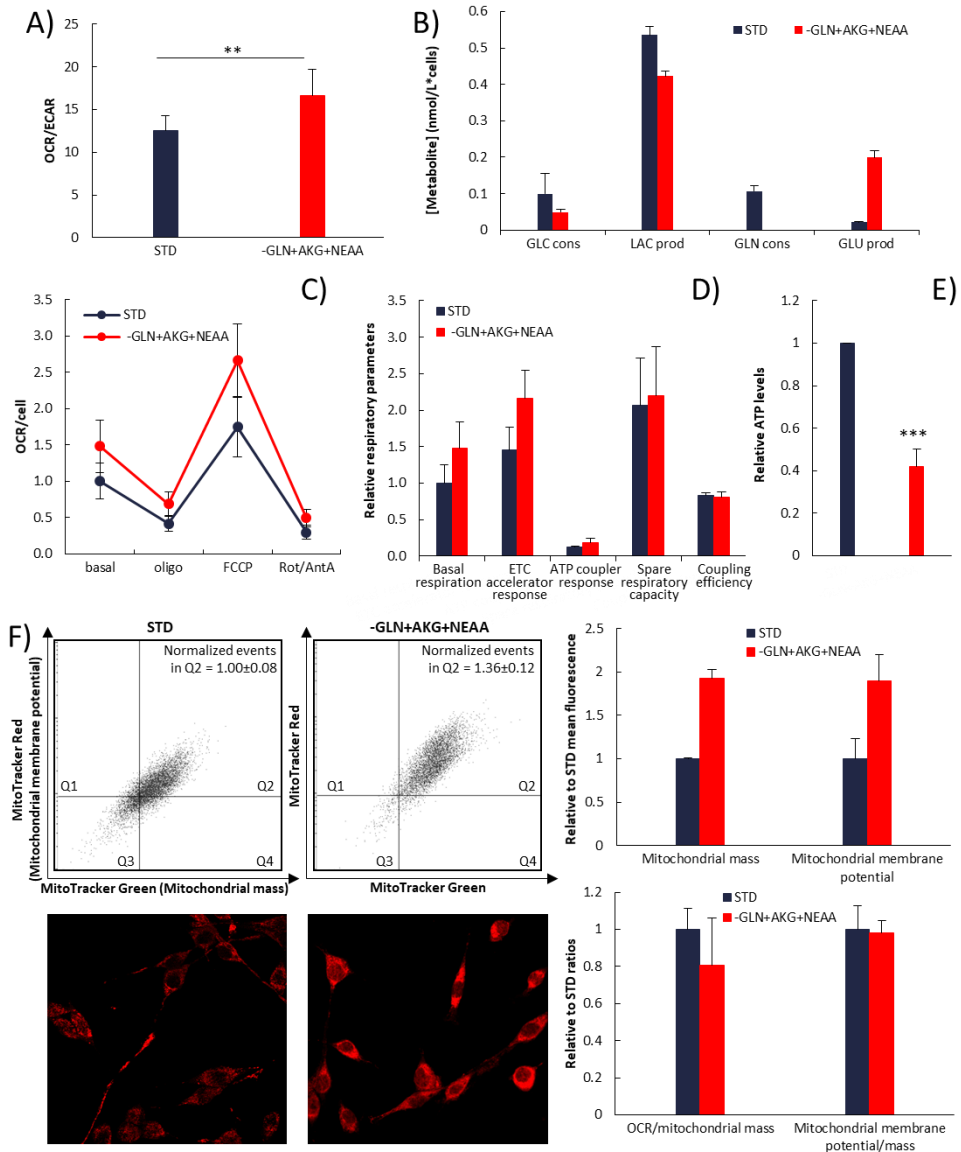 A)
**
OCR/ECAR
25
20
15
10
5
0
STD
-GLN+AKG+NEAA
B)
[Metabolite] (nmol/L*cells)
0.6
0.5
0.4
0.3
0.2
0.1
0
STD
-GLN+AKG+NEAA
GLC cons
LAC prod
GLN cons
GLU prod
C)
STD
-GLN+AKG+NEAA
OCR/cell
3.5
3.0
2.5
2.0
1.5
1.0
0.5
0.0
basal
oligo
FCCP
Rot/AntA
D)
STD
-GLN+AKG+NEAA
Relative respiratory parameters
3.5
3.0
2.5
2.0
1.5
1.0
0.5
0.0
Basal
respiration
ETC
accelerator
response
ATP coupler
response
Spare
respiratory
capacity
Coupling
efficiency
E)
Relative ATP levels
1.2
1
0.8
0.6
0.4
0.2
0
***
F)
STD
Normalized events
in Q2 = 1.00±0.08
Q1
Q2
Q3
Q4
MitoTracker Red
(Mitochondrial membrane potential)
MitoTracker Green (Mitochondrial mass)
-GLN+AKG+NEAA
Normalized events
in Q2 = 1.36±0.12
Q1
Q2
Q3
Q4
MitoTracker Red
MitoTracker Green
Relative to STD mean fluorescence
2.5
2
1.5
1
0.5
0
STD
-GLN+AKG+NEAA
Mitochondrial mass
Mitochondrial membrane
potential
Relative to STD ratios
1.2
1
0.8
0.6
0.4
0.2
0
STD
-GLN+AKG+NEAA
OCR/mitochondrial mass
Mitochondrial membrane
potential/mass